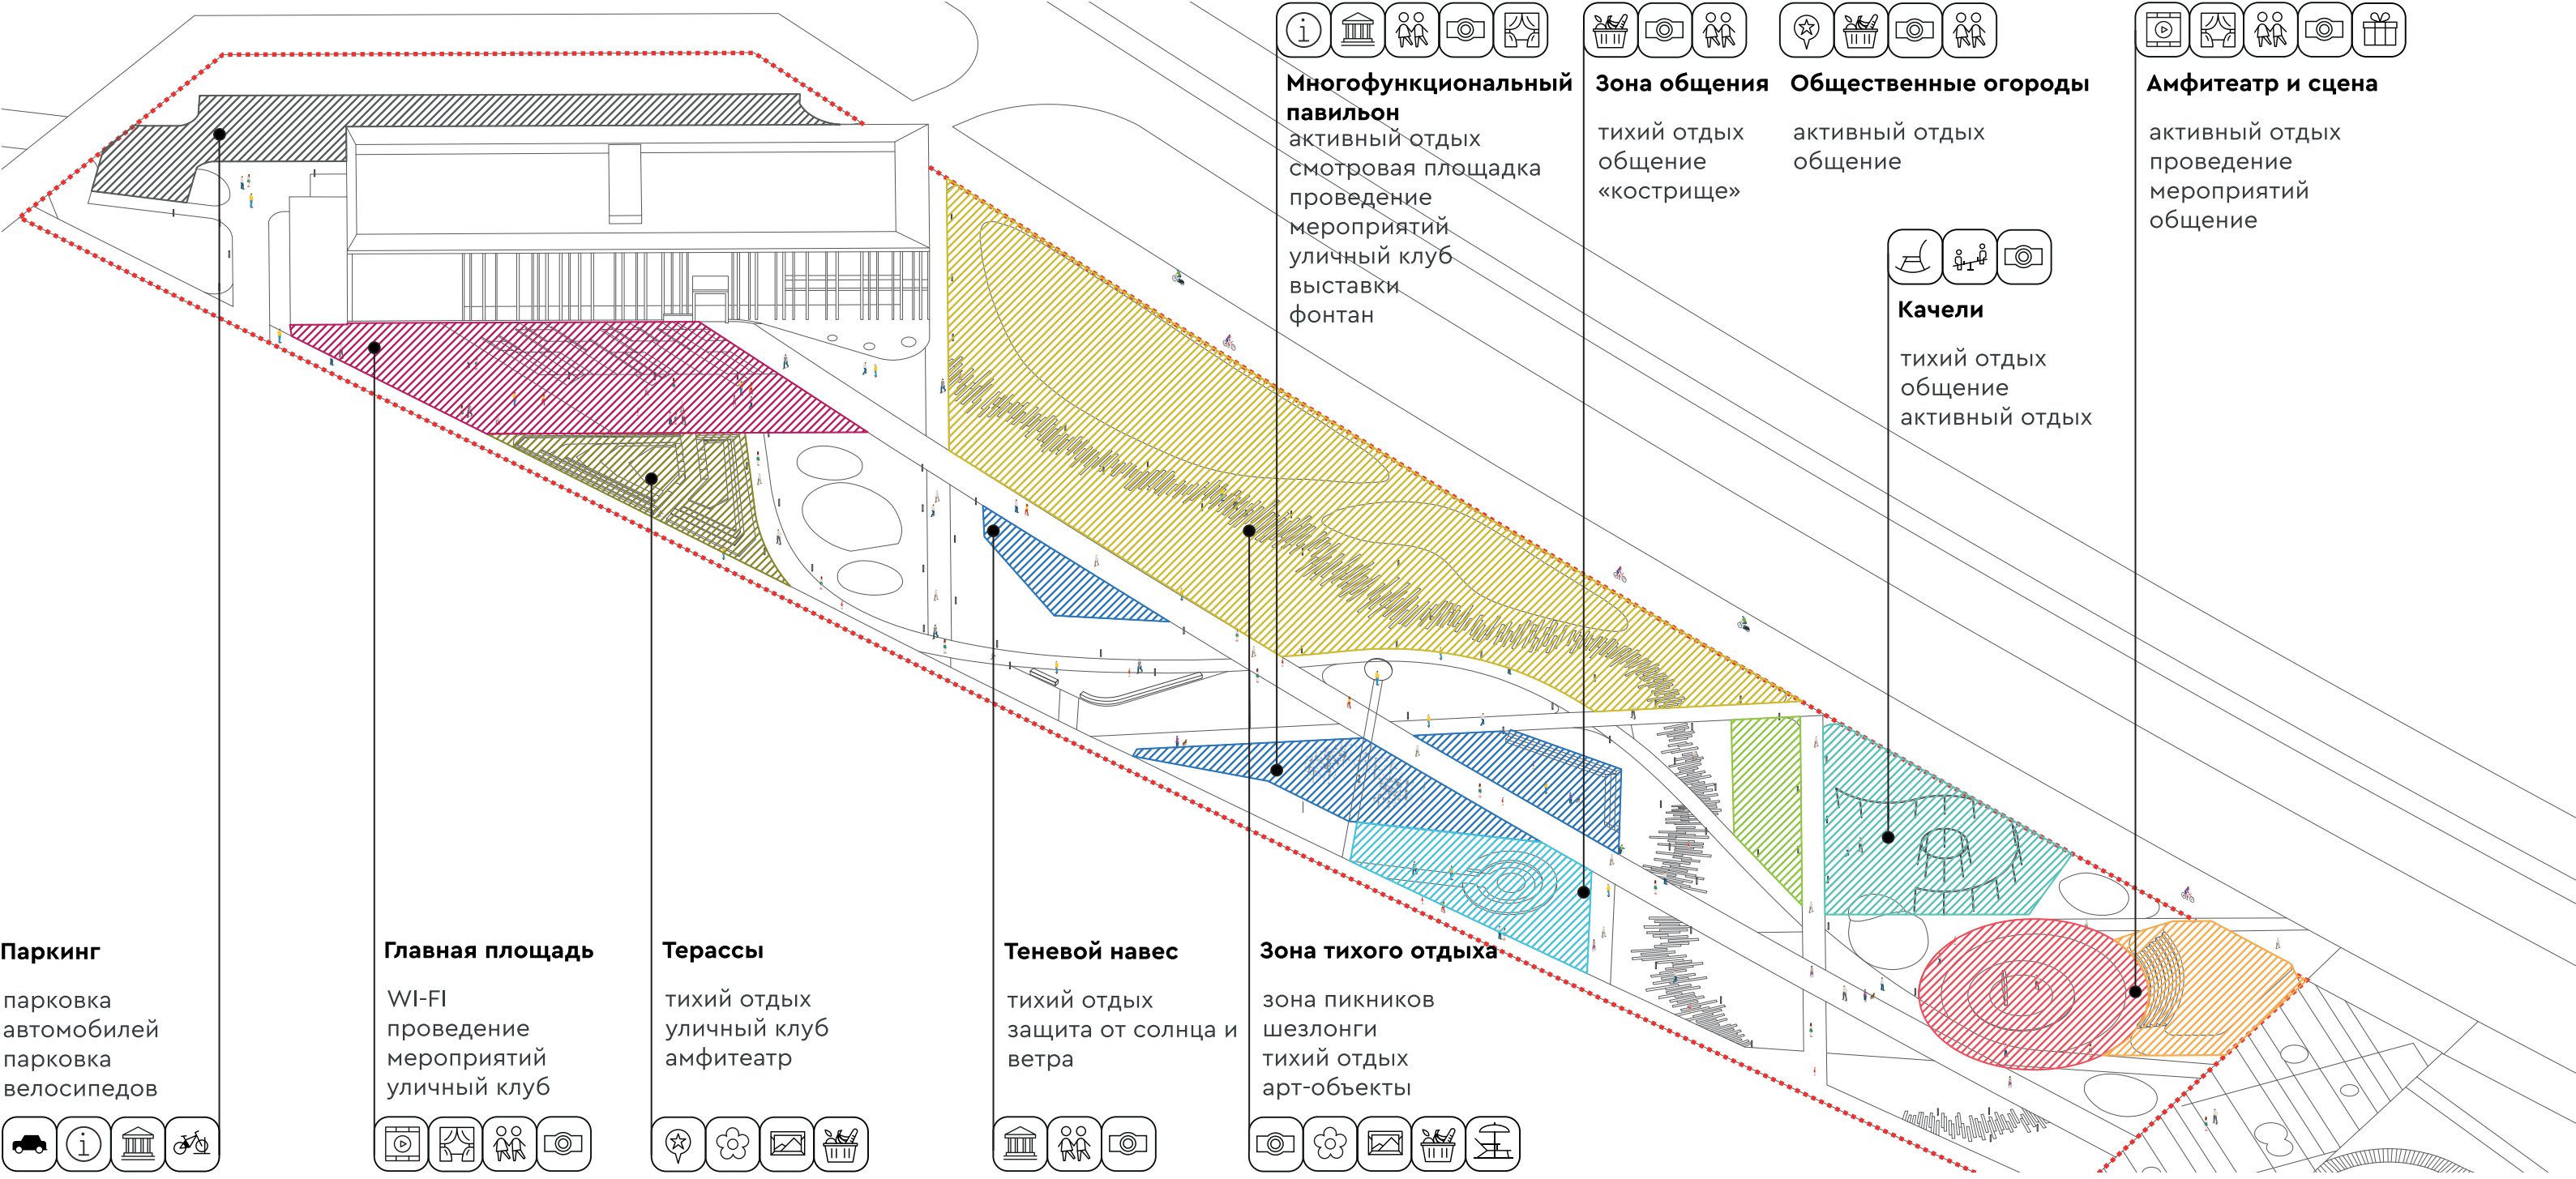 Многофункциональный
павильон
активный отдых
смотровая площадка
проведение
мероприятий
уличный клуб
выставки
фонтан
Зона общения
тихий отдых
общение
«кострище»
Общественные огороды
активный отдых
общение
Амфитеатр и сцена
активный отдых
проведение
мероприятий
общение
Качели
тихий отдых
общение
активный отдых
Паркинг
парковка
автомобилей
парковка
велосипедов
Главная площадь
WI-FI
проведение
мероприятий
уличный клуб
Терассы
тихий отдых
уличный клуб
амфитеатр
Теневой навес
тихий отдых
защита от солнца и
ветра
Зона тихого отдыха
зона пикников
шезлонги
тихий отдых
арт-объекты